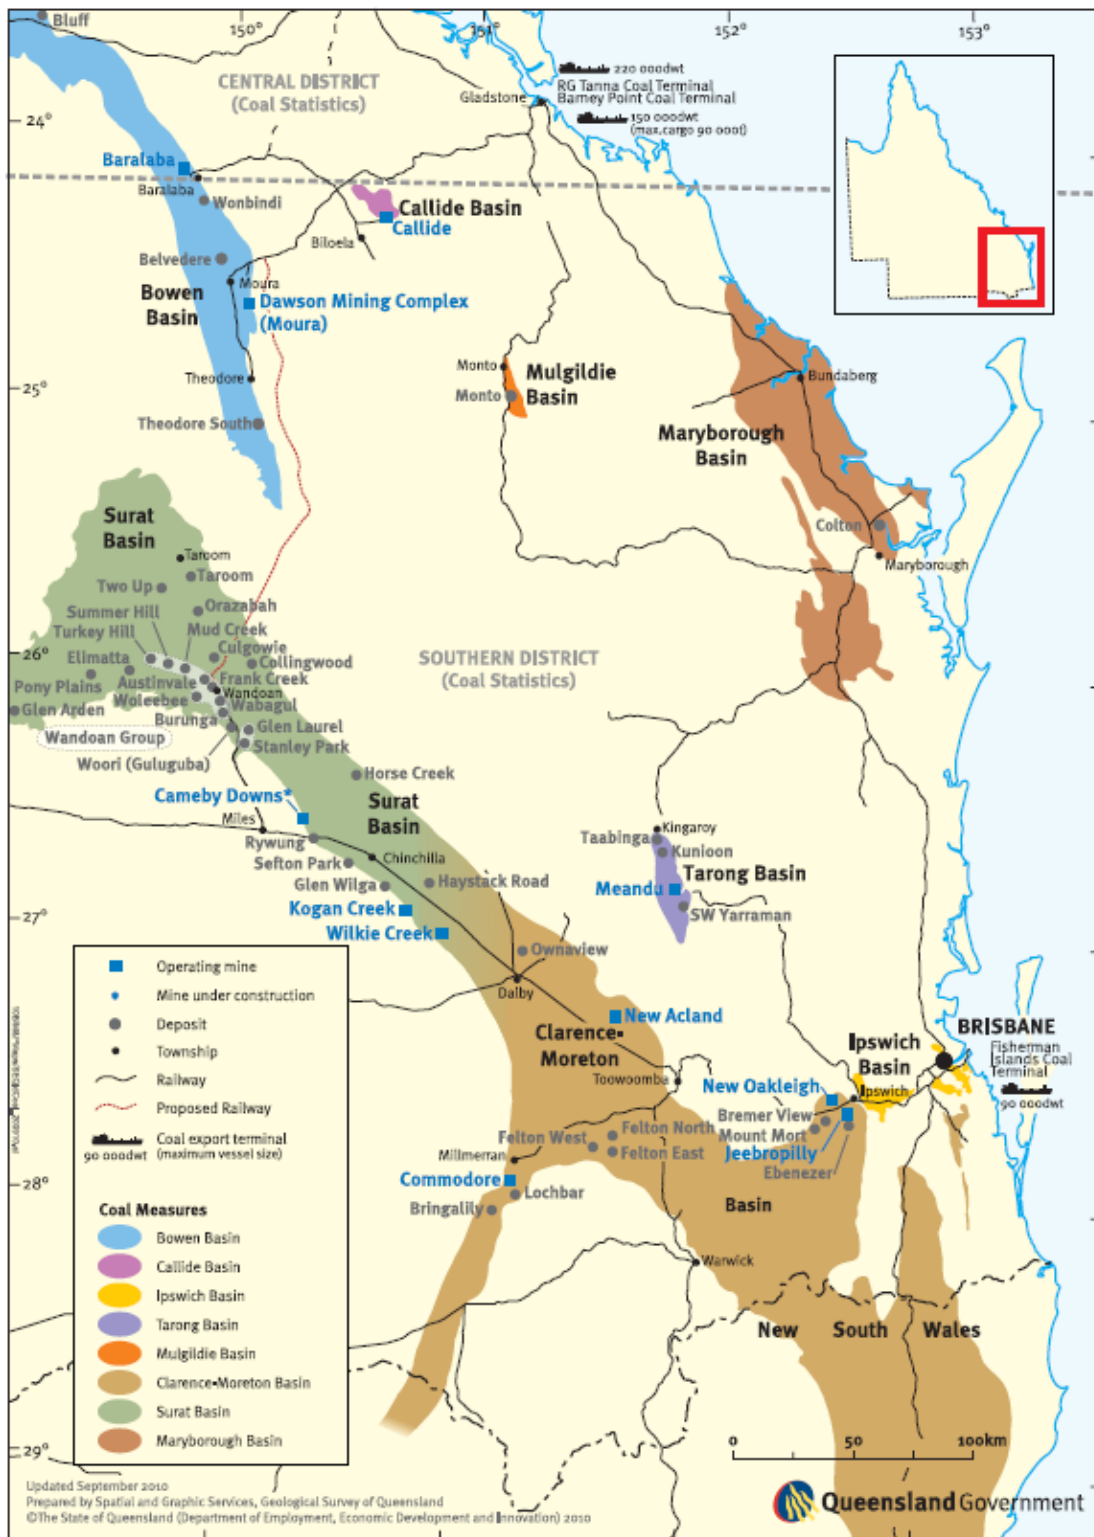 Bluff
150°
151°
152°
153°
CENTRAL DISTRICT
(Coal Statistics)
220 000dwt
RG Tanna Coal Terminal
Barney Point Coal Terminal
Gladstone
150 000dwt
(max.cargo 90 000t)
24°
Baralaba
Baralaba
Wonbindi
Callide Basin
Callide
Biloela
Belvedere
Moura
Bowen
Basin
Dawson Mining Complex
(Moura)
Theodore
25°
Theodore South
Monto
Monto
Mulgildie
Basin
Bundaberg
Maryborough
Basin
Colton
Maryborough
Surat
Basin
Taroom
Taroom
Two Up
Orazabah
Summer Hill
Mud Creek
Turkey Hill
Culgowie
26°
Elimatta
Collingwood
Frank Creek
Pony Plains
Austinvale
Wandoan
Woleebee
Wabagul
Glen Arden
Burunga
Glen Laurel
Wandoan Group
Stanley Park
Woori (Guluguba)
SOUTHERN DISTRICT
(Coal Statistics)
Horse Creek
Cameby Downs*
Surat
Basin
Miles
Rywung
Chinchilla
Sefton Park
Glen Wilga
Haystack Road
Kogan Creek
Wilkie Creek
27°
Kingaroy
Taabinga
Kunioon
Tarong Basin
Meandu
SW Yarraman
Ownaview
Dalby
New Acland
Clarence-
Moreton
Toowoomba
Ipswich
Basin
BRISBANE
Fisherman
Islands Coal
Terminal
90 000dwt
New Oakleigh
Ipswich
Bremer View
Mount Mort
Jeebropilly
Ebenezer
Felton North
Felton West
Felton East
Millmerran
Commodore
28°
Lochbar
Bringalily
Basin
Warwick
New South Wales
29°
Operating mine
Mine under construction
Deposit
Township
Railway
Proposed Railway
Coal export terminal
(maximum vessel size)
90 000dwt
Coal Measures
Bowen Basin
Callide Basin
Ipswich Basin
Tarong Basin
Mulgildie Basin
Clarence-Moreton Basin
Surat Basin
Maryborough Basin
0 50 100km
Updated September 2010
Prepared by Spatial and Graphic Services, Geological Survey of Queensland
©The State of Queensland (Department of Employment, Economic Development and Innovation) 2010
Queensland Government